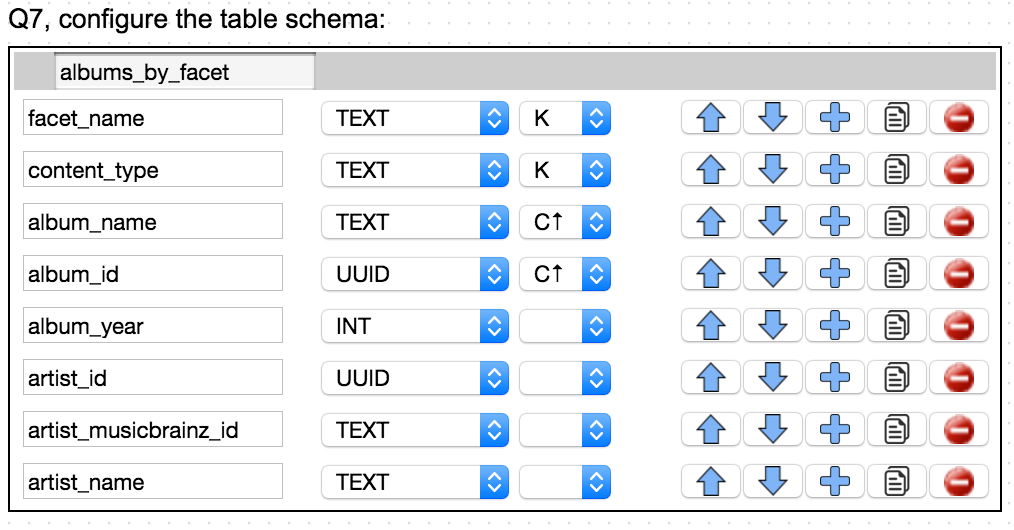 Q7, configure the table schema:
albums_by_facet
facet_name TEXT K
content_type TEXT K
album_name TEXT C↑
album_id UUID C↑
album_year INT
artist_id UUID
artist_musicbrainz_id TEXT
artist_name TEXT